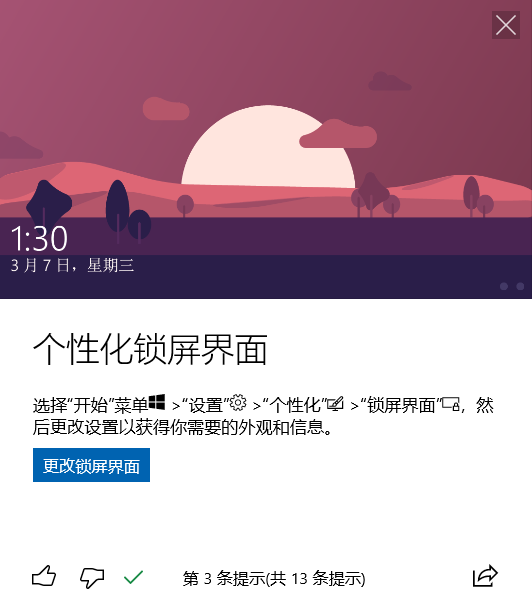 1:30
3 月 7 日，星期三
个性化锁屏界面
选择“开始”菜单 >“设置” >“个性化” >“锁屏界面”，然
后更改设置以获得你需要的外观和信息。
更改锁屏界面
第 3 条提示(共 13 条提示)